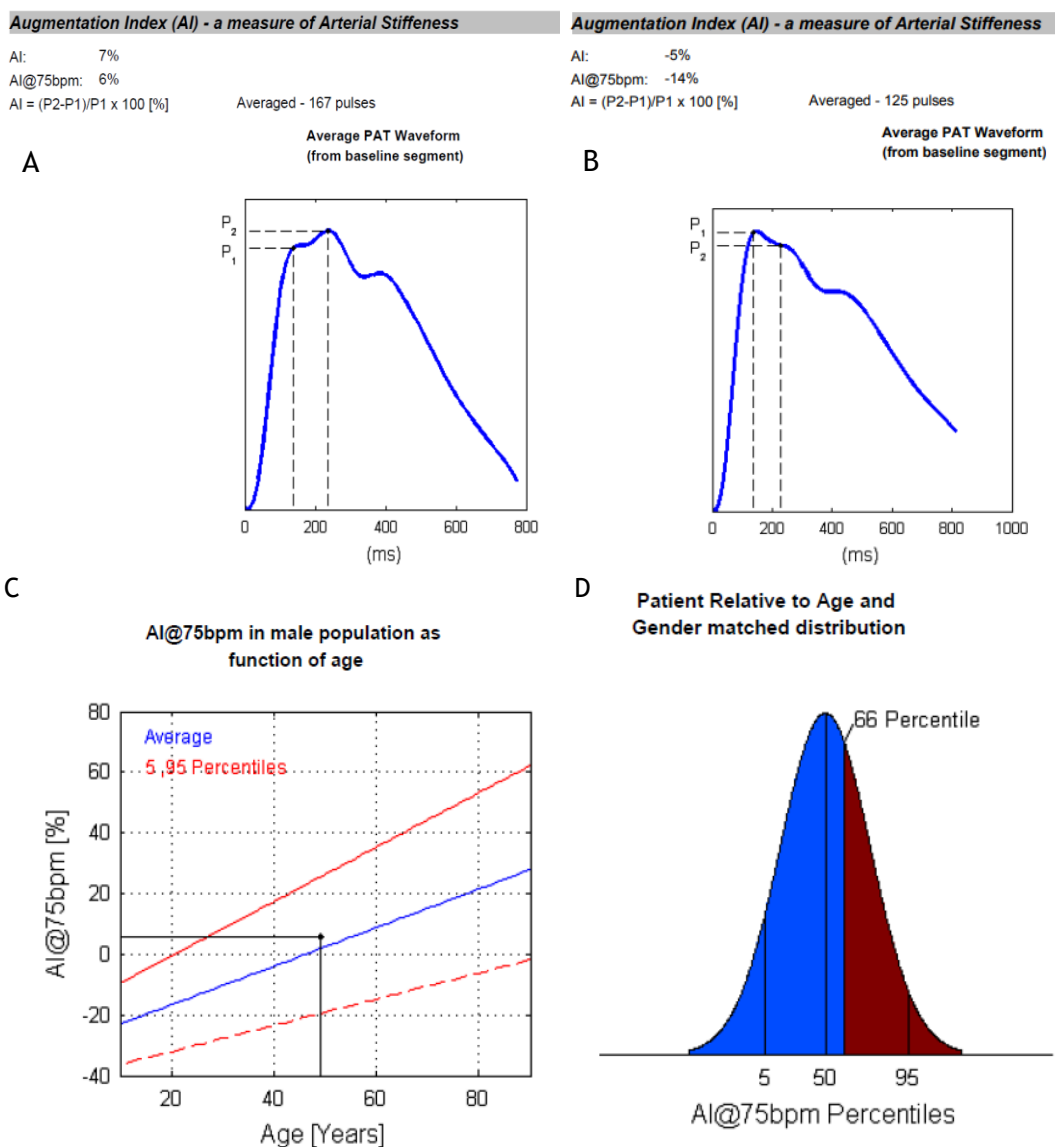 Augmentation Index (AI) - a measure of Arterial Stiffness
AI: 7%
AI@75bpm: 6%
AI = (P2-P1)/P1 x 100 [%] Averaged - 167 pulses
Average PAT Waveform
(from baseline segment)
A
P2
P1
0 200 400 600 800
(ms)
Augmentation Index (AI) - a measure of Arterial Stiffness
AI: -5%
AI@75bpm: -14%
AI = (P2-P1)/P1 x 100 [%] Averaged - 125 pulses
Average PAT Waveform
(from baseline segment)
B
P1
P2
0 200 400 600 800 1000
(ms)
C
AI@75bpm in male population as
function of age
80
Average
5 ,95 Percentiles
60
40
20
0
-20
-40
AI@75bpm [%]
20 40 60 80
Age [Years]
D
Patient Relative to Age and
Gender matched distribution
66 Percentile
5 50 95
AI@75bpm Percentiles